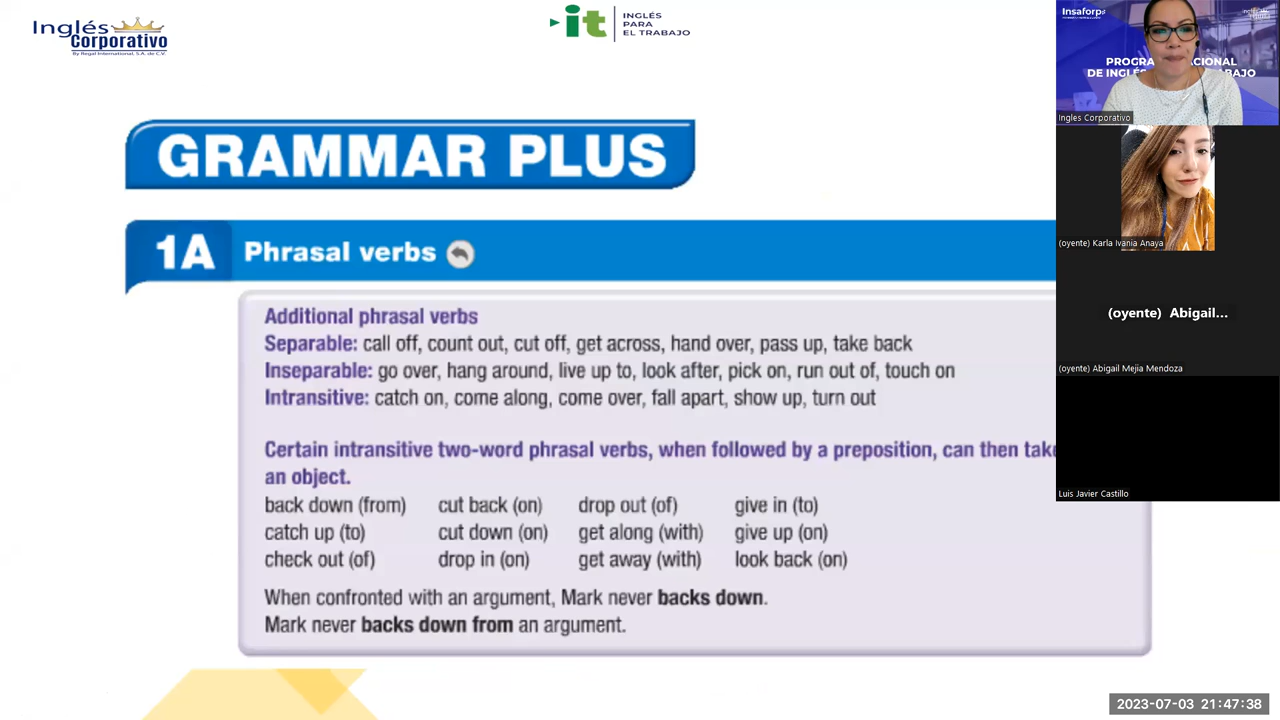 Inglés
Corporativo
By Regal International, S.A. de C.V.
it
INGLÉS
PARA
EL TRABAJO
GRAMMAR PLUS
1A Phrasal verbs
Additional phrasal verbs
Separable: call off, count out, cut off, get across, hand over, pass up, take back
Inseparable: go over, hang around, live up to, look after, pick on, run out of, touch on
Intransitive: catch on, come along, come over, fall apart, show up, turn out
Certain intransitive two-word phrasal verbs, when followed by a preposition, can then take
an object.
back down (from) cut back (on) drop out (of) give in (to)
catch up (to) cut down (on) get along (with) give up (on)
check out (of) drop in (on) get away (with) look back (on)
When confronted with an argument, Mark never backs down.
Mark never backs down from an argument.
Insaforp
PROGRA CIONAL
DE INGLÉS BAJO
Ingles Corporativo
(oyente) Karla Ivania Anaya
(oyente) Abigail...
(oyente) Abigail Mejia Mendoza
Luis Javier Castillo
2023-07-03 21:47:38